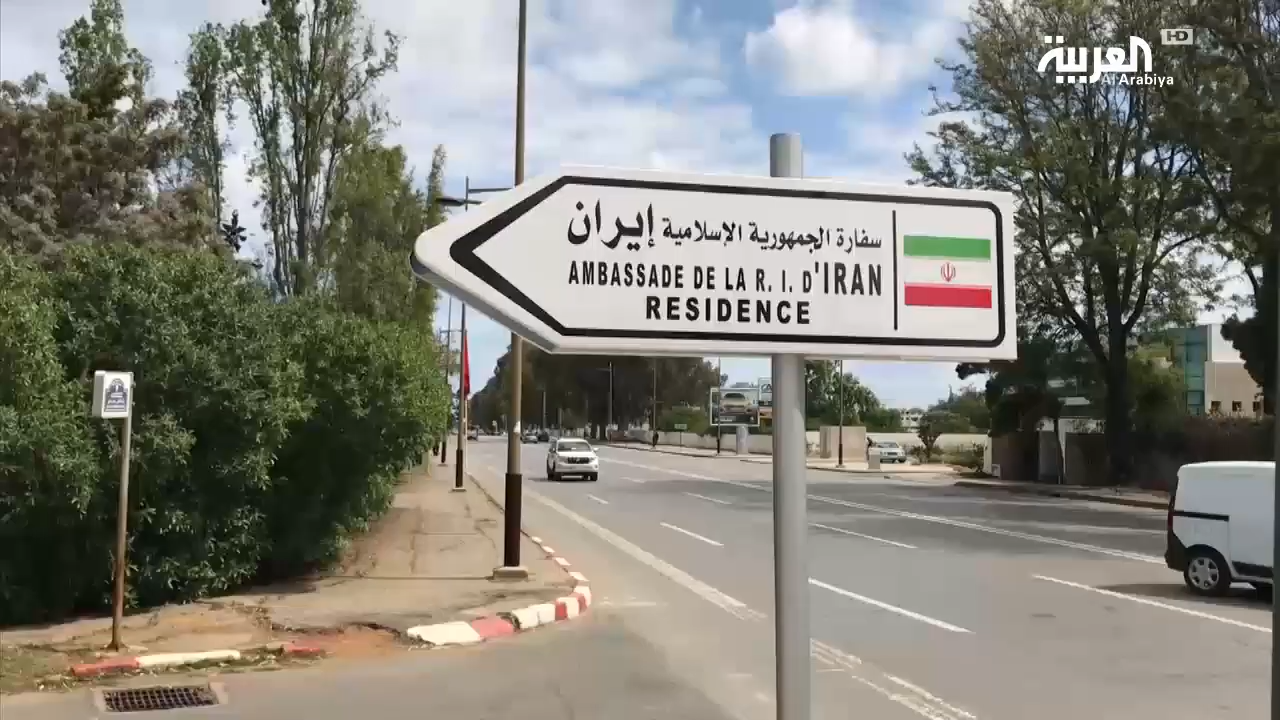 العربية HD
Al Arabiya
سفارة الجمهورية الإسلامية إيران
AMBASSADE DE LA R. I. D'IRAN
RESIDENCE